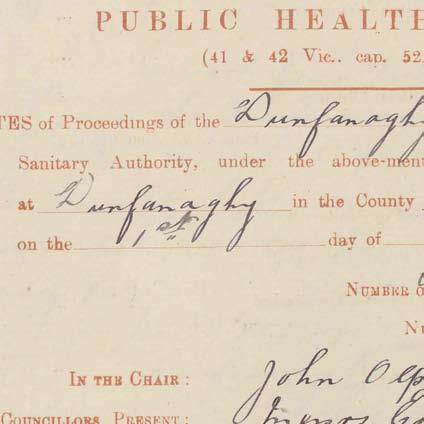 PUBLIC HEALTH
(41 & 42 Vic.. cap. 52
TES of Proceedings of the Dunfanaghy
Sanitary Authority, under the above-ment
at Dunfanaghy in the County
on the 1st day of
NUMBER
IN THE CHAIR: John
COUNCILLORS PRESENT: